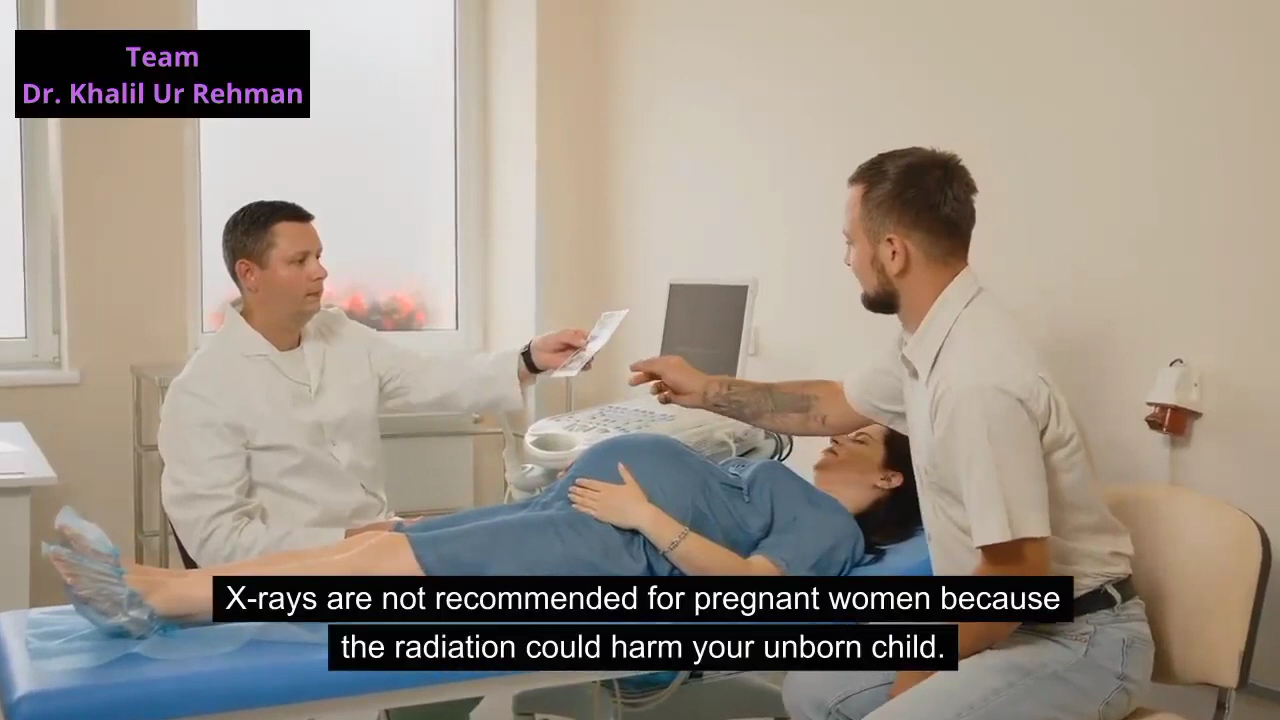 Team
Dr. Khalil Ur Rehman
X-rays are not recommended for pregnant women because
the radiation could harm your unborn child.